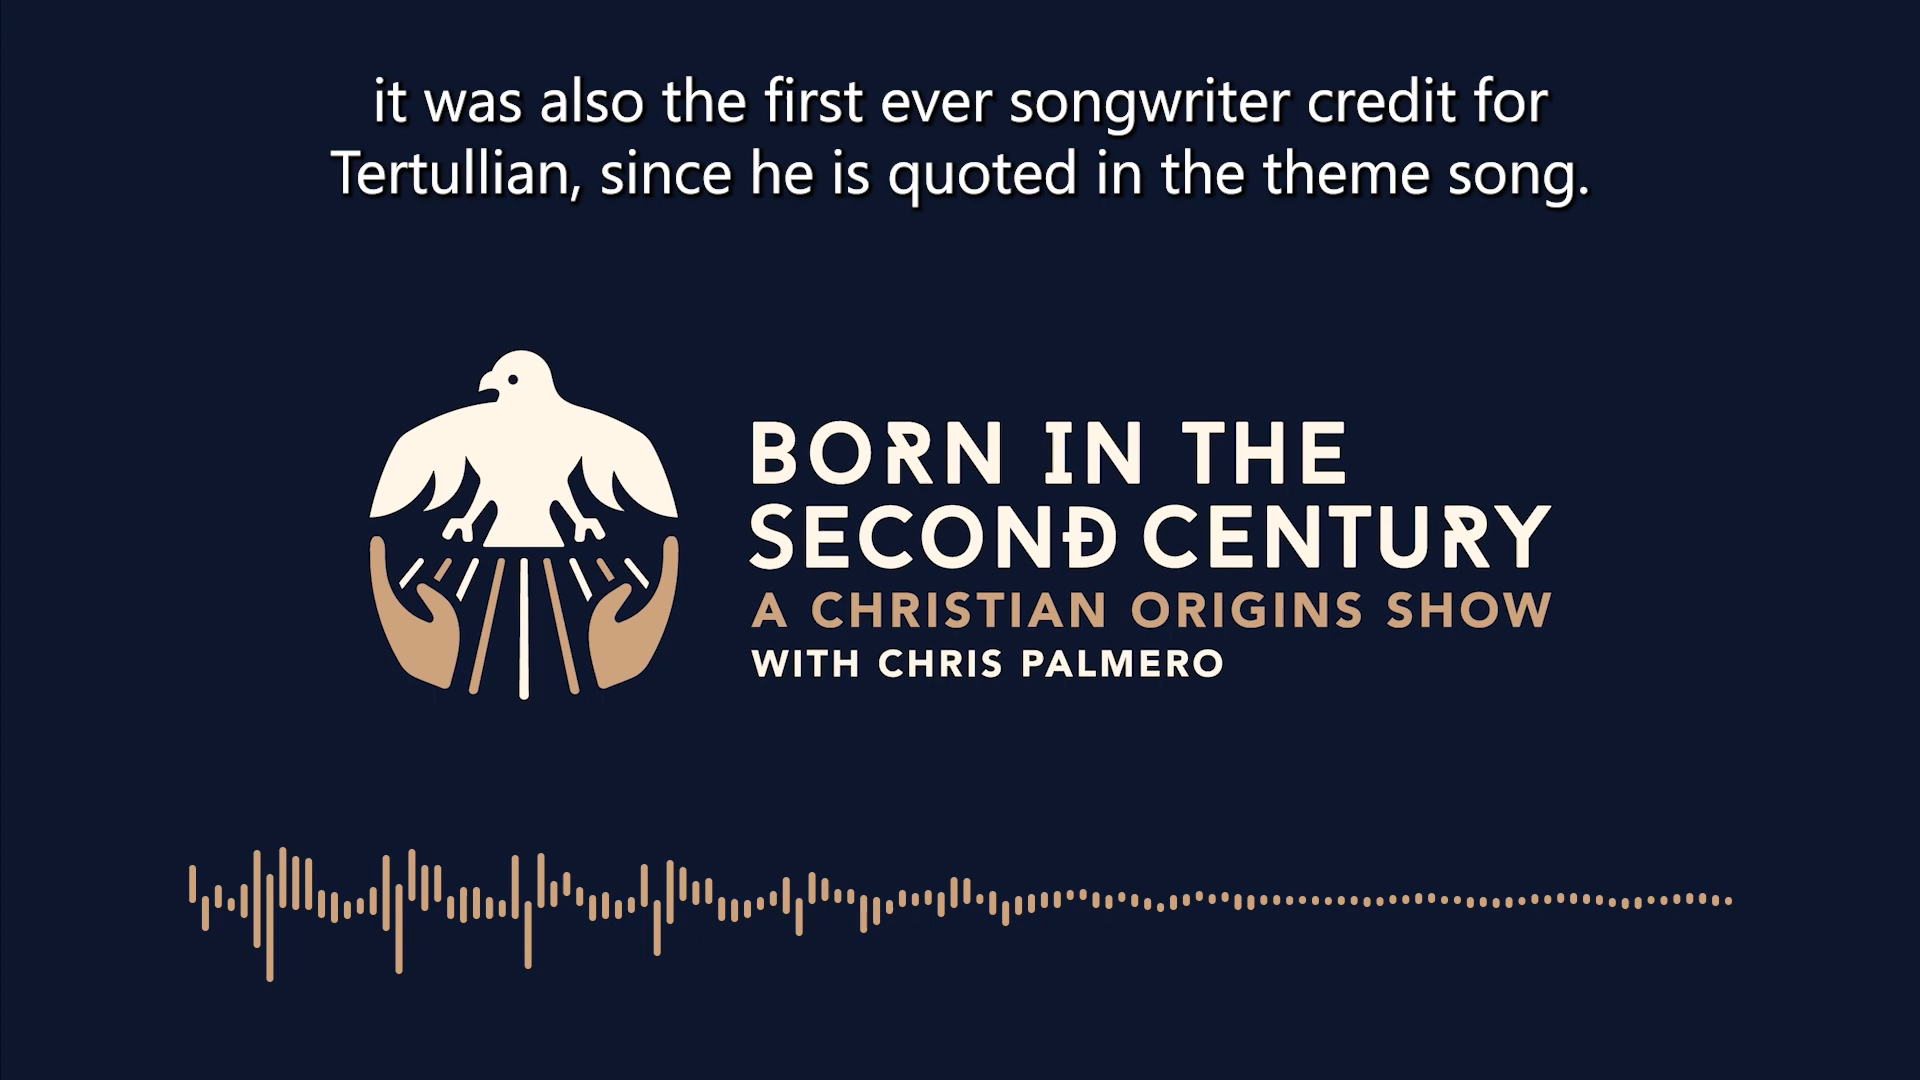 it was also the first ever songwriter credit for
Tertullian, since he is quoted in the theme song.
BORN IN THE
SECOND CENTURY
A CHRISTIAN ORIGINS SHOW
WITH CHRIS PALMERO